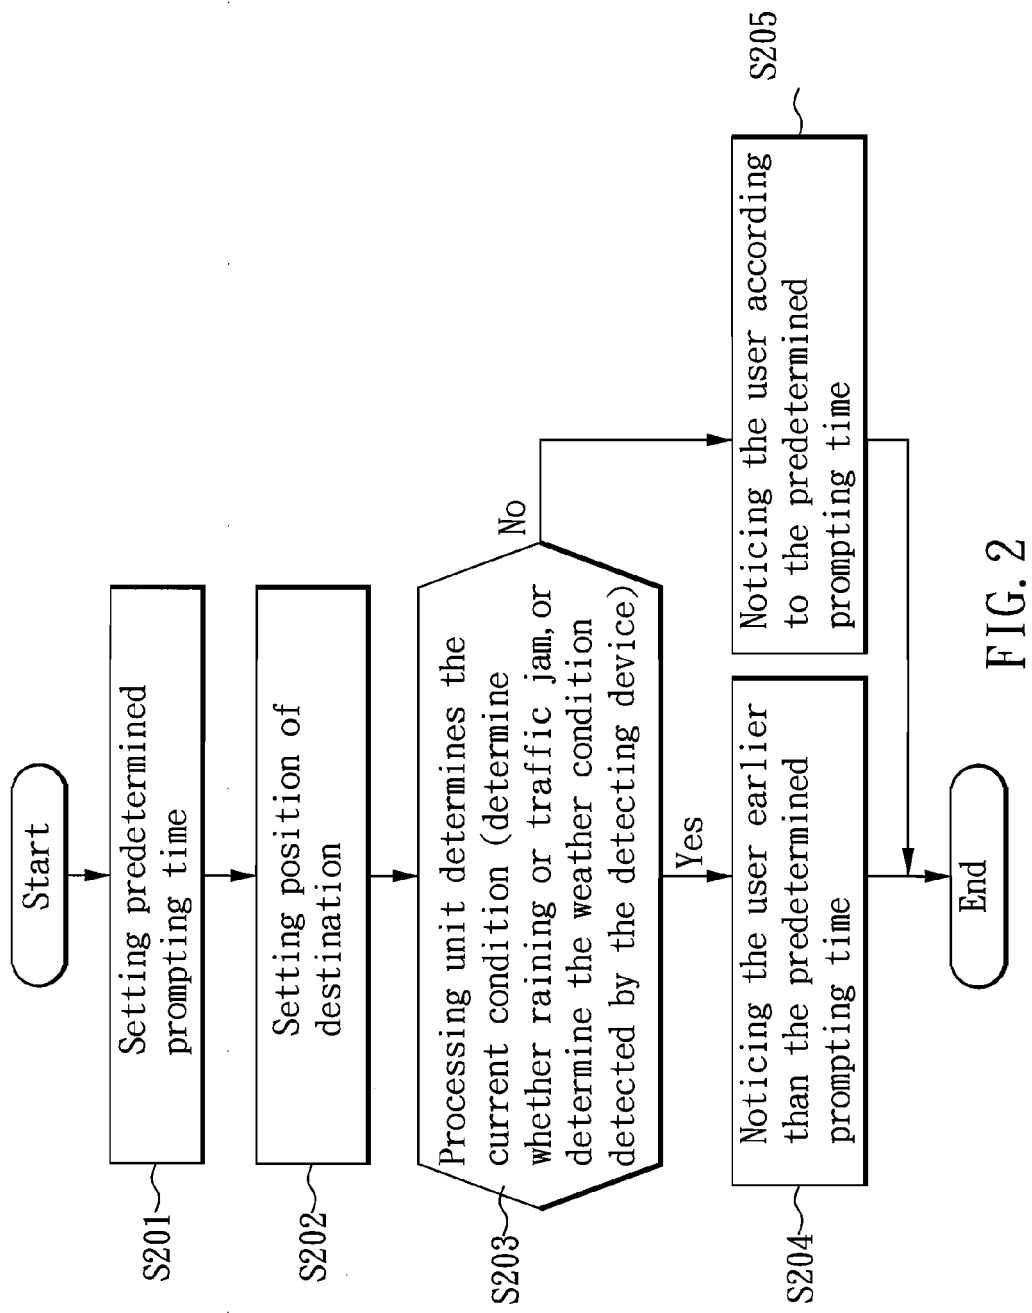 Start
S201
Setting predetermined
prompting time
S202
Setting position of
destination
S203
Processing unit determines the
current condition (determine
whether raining or traffic jam, or
determine the weather condition
detected by the detecting device)
No
Yes
S204
Noticing the user earlier
than the predetermined
prompting time
S205
Noticing the user according
to the predetermined
prompting time
End
FIG. 2